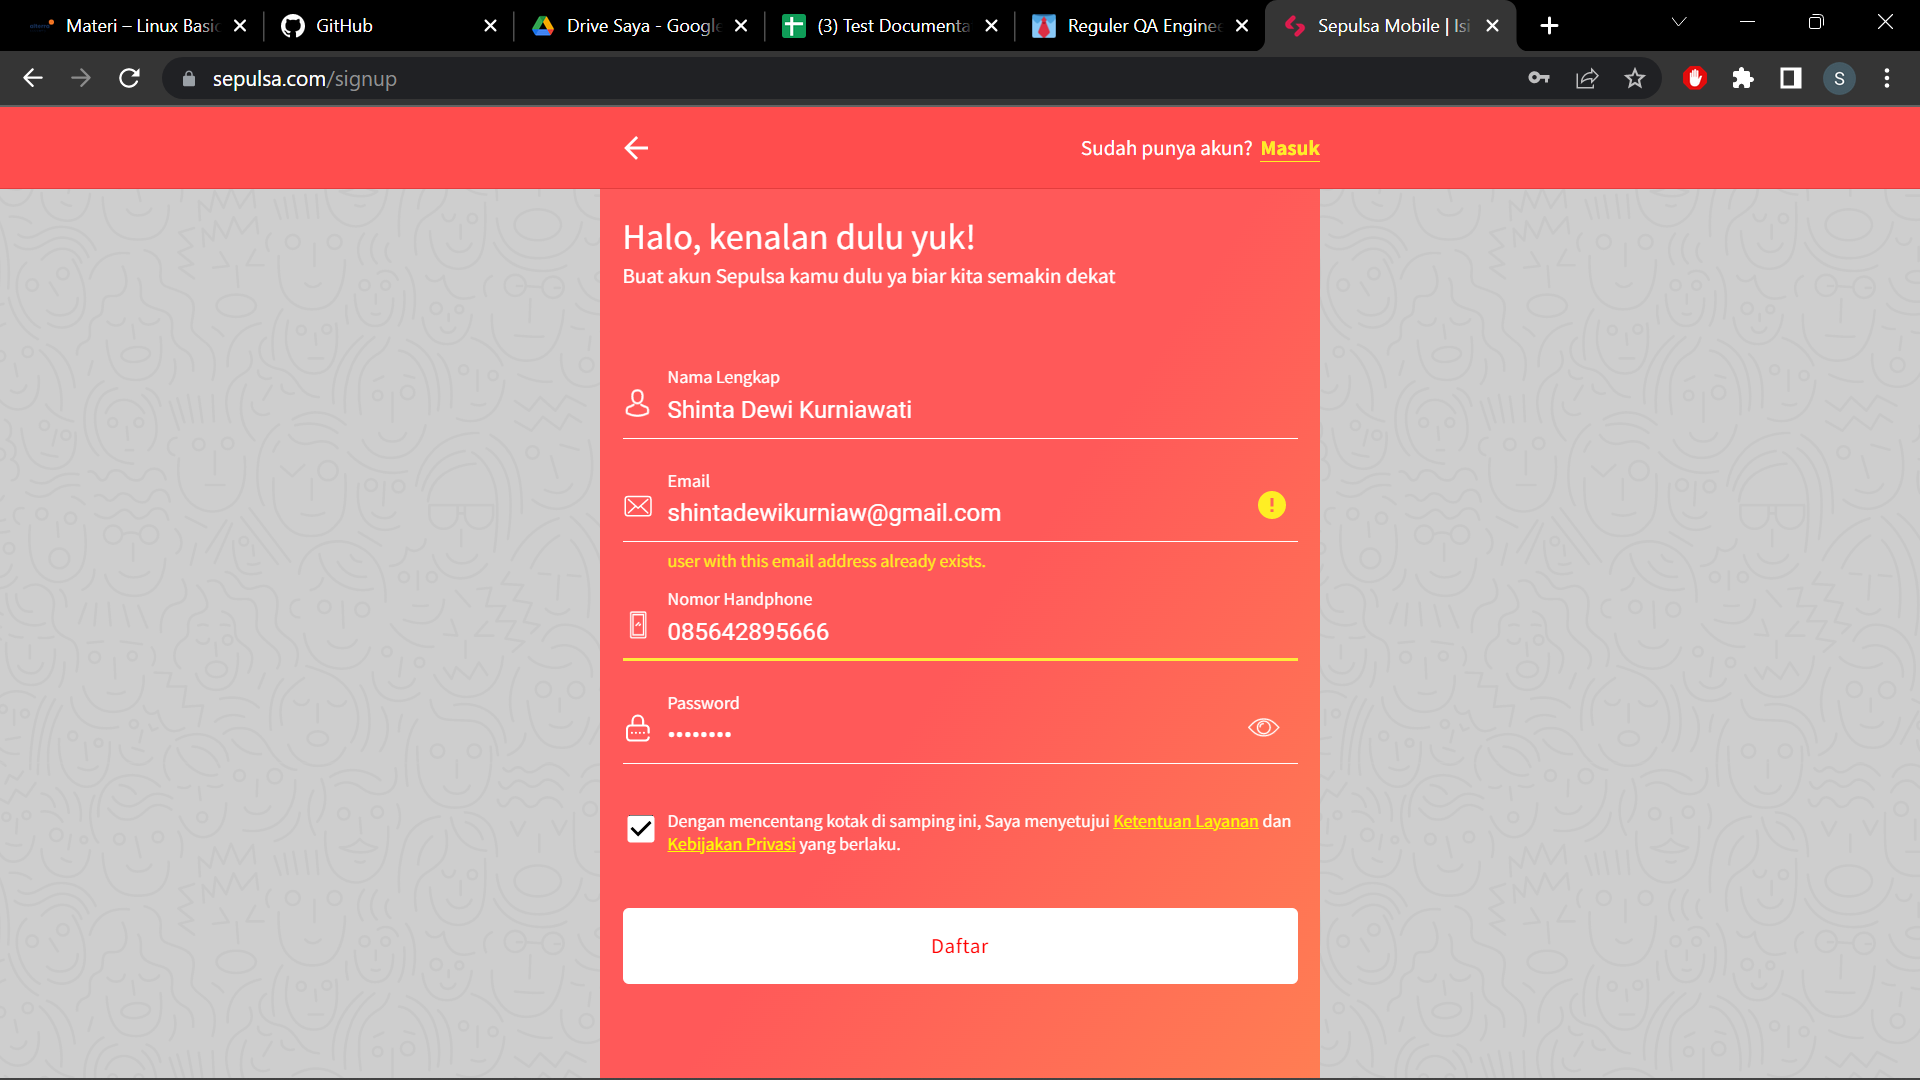 Materi – Linux Basic
GitHub
Drive Saya - Google
(3) Test Documenta
Reguler QA Enginee
Sepulsa Mobile | Isi
sepulsa.com/signup
S
Sudah punya akun? Masuk
Halo, kenalan dulu yuk!
Buat akun Sepulsa kamu dulu ya biar kita semakin dekat
Nama Lengkap
Shinta Dewi Kurniawati
Email
shintadewikurniaw@gmail.com
user with this email address already exists.
Nomor Handphone
085642895666
Password
••••••••
Dengan mencentang kotak di samping ini, Saya menyetujui Ketentuan Layanan dan
Kebijakan Privasi yang berlaku.
Daftar